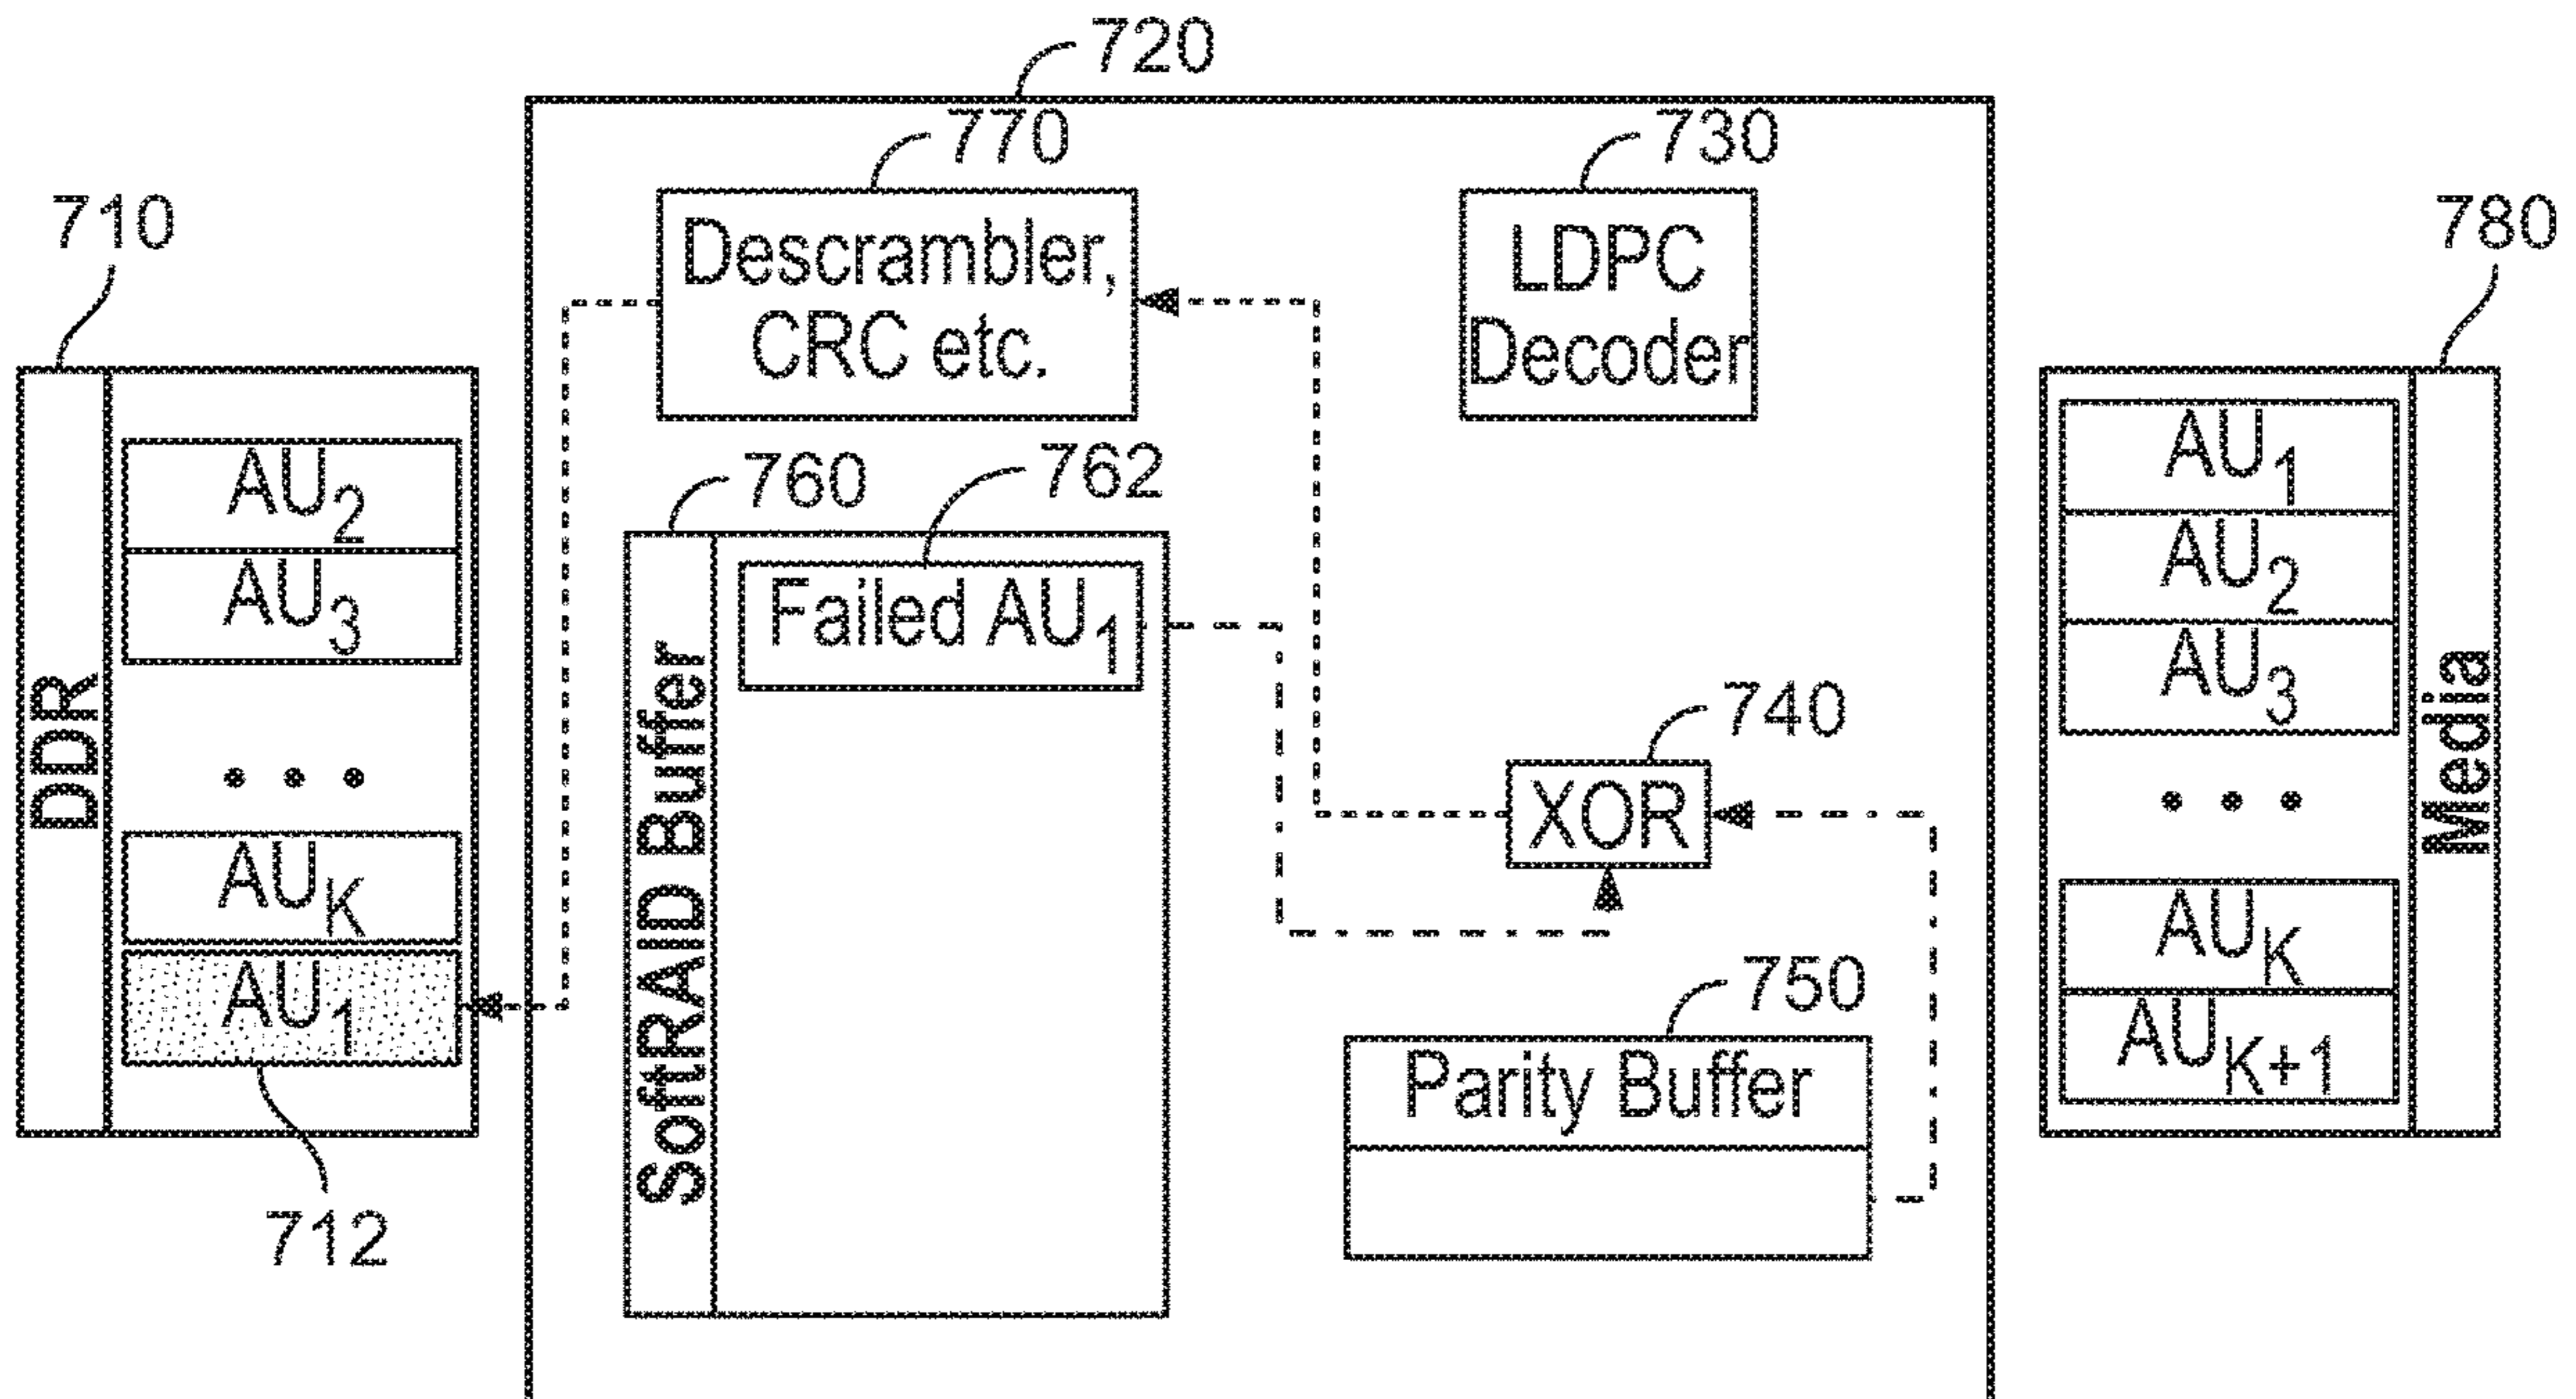 720
770
730
710
780
Descrambler,
CRC etc.
LDPC
Decoder
DDR
AU2
AU3
• • •
AUK
AU1
712
760
762
SoftRAID Buffer
Failed AU1
740
XOR
750
Parity Buffer
AU1
AU2
AU3
• • •
AUK
AUK+1
Media